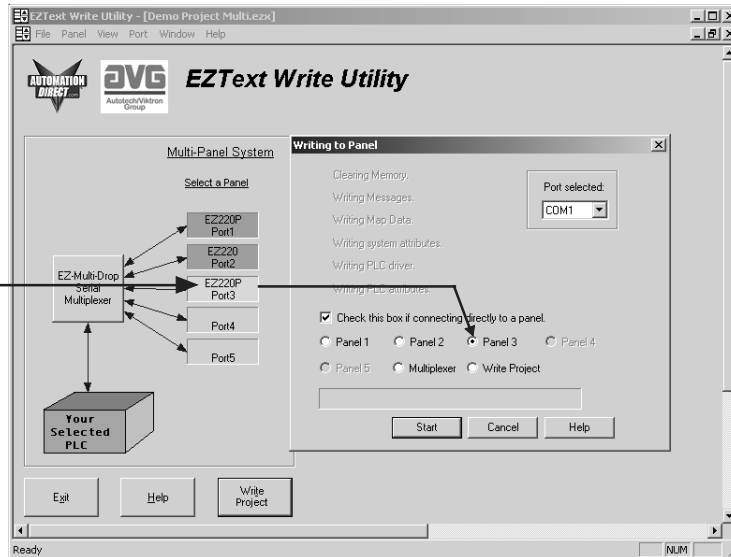 EZText Write Utility - [Demo Project Multi.ezx]
File Panel View Port Window Help
AUTOMATION
DIRECT.com
AVG
Autotech/Viktron
Group
EZText Write Utility
Multi-Panel System
Select a Panel
EZ220P
Port1
EZ220
Port2
EZ220P
Port3
Port4
Port5
EZ-Multi-Drop
Serial
Multiplexer
Your
Selected
PLC
Writing to Panel
Clearing Memory.
Writing Messages.
Writing Map Data.
Writing system attributes.
Writing PLC driver.
Writing PLC attributes.
Port selected:
COM1
Check this box if connecting directly to a panel.
Panel 1 Panel 2 Panel 3 Panel 4
Panel 5 Multiplexer Write Project
Start Cancel Help
Exit Help Write
Project
Ready NUM